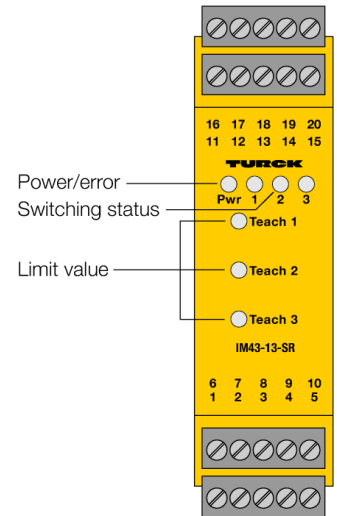 16 17 18 19 20
11 12 13 14 15
TURCK
Power/error
Pwr 1 2 3
Switching status
Teach 1
Limit value
Teach 2
Teach 3
IM43-13-SR
6 7 8 9 10
1 2 3 4 5